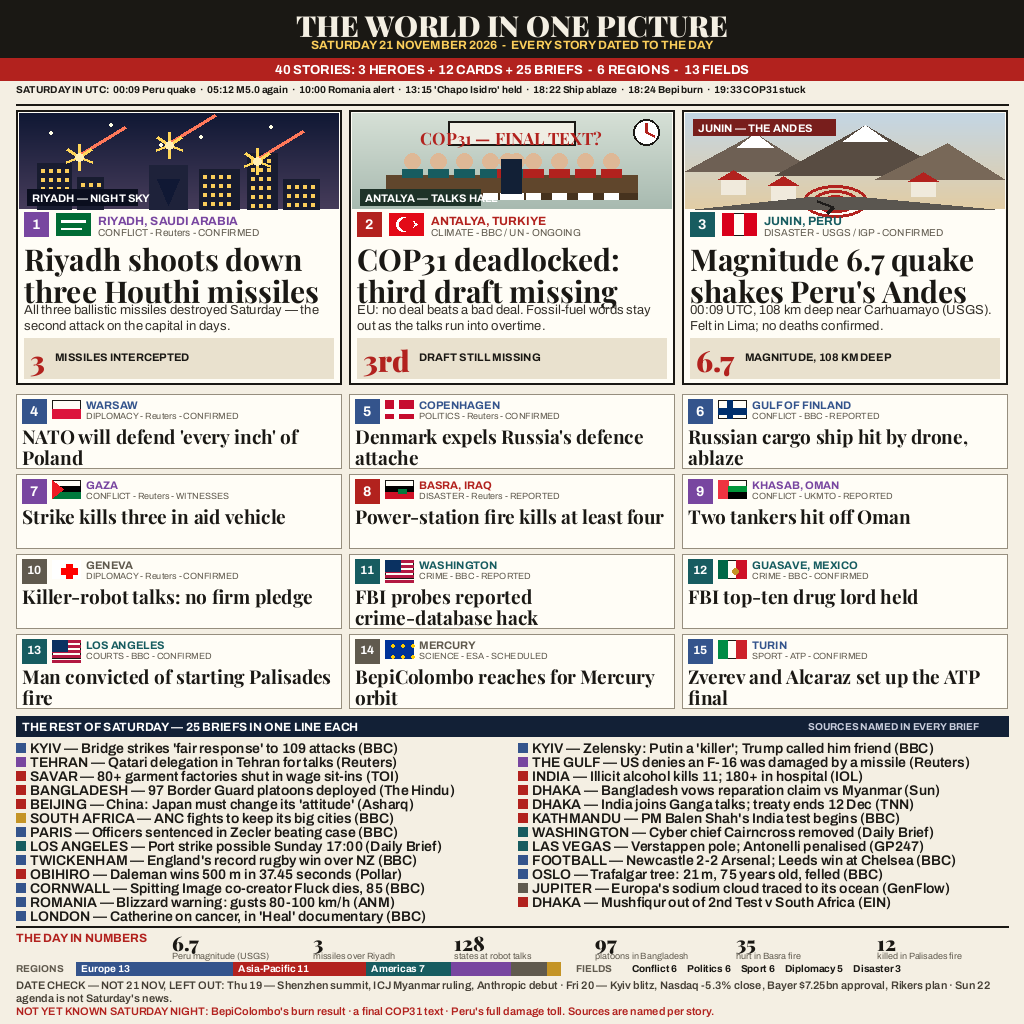 THE WORLD IN ONE PICTURE
SATURDAY 21 NOVEMBER 2026 - EVERY STORY DATED TO THE DAY
40 STORIES: 3 HEROES + 12 CARDS + 25 BRIEFS - 6 REGIONS - 13 FIELDS
SATURDAY IN UTC: 00:09 Peru quake · 05:12 M5.0 again · 10:00 Romania alert · 13:15 'Chapo Isidro' held · 18:22 Ship ablaze · 18:24 Bepi burn · 19:33 COP31 stuck
RIYADH — NIGHT SKY
1
RIYADH, SAUDI ARABIA
CONFLICT - Reuters - CONFIRMED
Riyadh shoots down
three Houthi missiles
All three ballistic missiles destroyed Saturday — the
second attack on the capital in days.
3 MISSILES INTERCEPTED
COP31 — FINAL TEXT?
ANTALYA — TALKS HALL
2
ANTALYA, TURKIYE
CLIMATE - BBC / UN - ONGOING
COP31 deadlocked:
third draft missing
EU: no deal beats a bad deal. Fossil-fuel words stay
out as the talks run into overtime.
3rd DRAFT STILL MISSING
JUNIN — THE ANDES
3
JUNIN, PERU
DISASTER - USGS / IGP - CONFIRMED
Magnitude 6.7 quake
shakes Peru's Andes
00:09 UTC, 108 km deep near Carhuamayo (USGS).
Felt in Lima; no deaths confirmed.
6.7 MAGNITUDE, 108 KM DEEP
4
WARSAW
DIPLOMACY - Reuters - CONFIRMED
NATO will defend 'every inch' of
Poland
5
COPENHAGEN
POLITICS - Reuters - CONFIRMED
Denmark expels Russia's defence
attache
6
GULF OF FINLAND
CONFLICT - BBC - REPORTED
Russian cargo ship hit by drone,
ablaze
7
GAZA
CONFLICT - Reuters - WITNESSES
Strike kills three in aid vehicle
8
BASRA, IRAQ
DISASTER - Reuters - REPORTED
Power-station fire kills at least four
9
KHASAB, OMAN
CONFLICT - UKMTO - REPORTED
Two tankers hit off Oman
10
GENEVA
DIPLOMACY - Reuters - CONFIRMED
Killer-robot talks: no firm pledge
11
WASHINGTON
CRIME - BBC - REPORTED
FBI probes reported
crime-database hack
12
GUASAVE, MEXICO
CRIME - BBC - CONFIRMED
FBI top-ten drug lord held
13
LOS ANGELES
COURTS - BBC - CONFIRMED
Man convicted of starting Palisades
fire
14
MERCURY
SCIENCE - ESA - SCHEDULED
BepiColombo reaches for Mercury
orbit
15
TURIN
SPORT - ATP - CONFIRMED
Zverev and Alcaraz set up the ATP
final
THE REST OF SATURDAY — 25 BRIEFS IN ONE LINE EACH
SOURCES NAMED IN EVERY BRIEF
KYIV — Bridge strikes 'fair response' to 109 attacks (BBC)
TEHRAN — Qatari delegation in Tehran for talks (Reuters)
SAVAR — 80+ garment factories shut in wage sit-ins (TOI)
BANGLADESH — 97 Border Guard platoons deployed (The Hindu)
BEIJING — China: Japan must change its 'attitude' (Asharq)
SOUTH AFRICA — ANC fights to keep its big cities (BBC)
PARIS — Officers sentenced in Zecler beating case (BBC)
LOS ANGELES — Port strike possible Sunday 17:00 (Daily Brief)
TWICKENHAM — England's record rugby win over NZ (BBC)
OBIHIRO — Daleman wins 500 m in 37.45 seconds (Pollar)
CORNWALL — Spitting Image co-creator Fluck dies, 85 (BBC)
ROMANIA — Blizzard warning: gusts 80-100 km/h (ANM)
LONDON — Catherine on cancer, in 'Heal' documentary (BBC)
KYIV — Zelensky: Putin a 'killer'; Trump called him friend (BBC)
THE GULF — US denies an F-16 was damaged by a missile (Reuters)
INDIA — Illicit alcohol kills 11; 180+ in hospital (IOL)
DHAKA — Bangladesh vows reparation claim vs Myanmar (Sun)
DHAKA — India joins Ganga talks; treaty ends 12 Dec (TNN)
KATHMANDU — PM Balen Shah's India test begins (BBC)
WASHINGTON — Cyber chief Cairncross removed (Daily Brief)
LAS VEGAS — Verstappen pole; Antonelli penalised (GP247)
FOOTBALL — Newcastle 2-2 Arsenal; Leeds win at Chelsea (BBC)
OSLO — Trafalgar tree: 21 m, 75 years old, felled (BBC)
JUPITER — Europa's sodium cloud traced to its ocean (GenFlow)
DHAKA — Mushfiqur out of 2nd Test v South Africa (EIN)
THE DAY IN NUMBERS
6.7
Peru magnitude (USGS)
3
missiles over Riyadh
128
states at robot talks
97
platoons in Bangladesh
35
hurt in Basra fire
12
killed in Palisades fire
REGIONS Europe 13 Asia-Pacific 11 Americas 7
FIELDS Conflict 6 Politics 6 Sport 6 Diplomacy 5 Disaster 3
DATE CHECK — NOT 21 NOV, LEFT OUT: Thu 19 — Shenzhen summit, ICJ Myanmar ruling, Anthropic debut · Fri 20 — Kyiv blitz, Nasdaq -5.3% close, Bayer $7.25bn approval, Rikers plan · Sun 22
agenda is not Saturday's news.
NOT YET KNOWN SATURDAY NIGHT: BepiColombo's burn result · a final COP31 text · Peru's full damage toll. Sources are named per story.